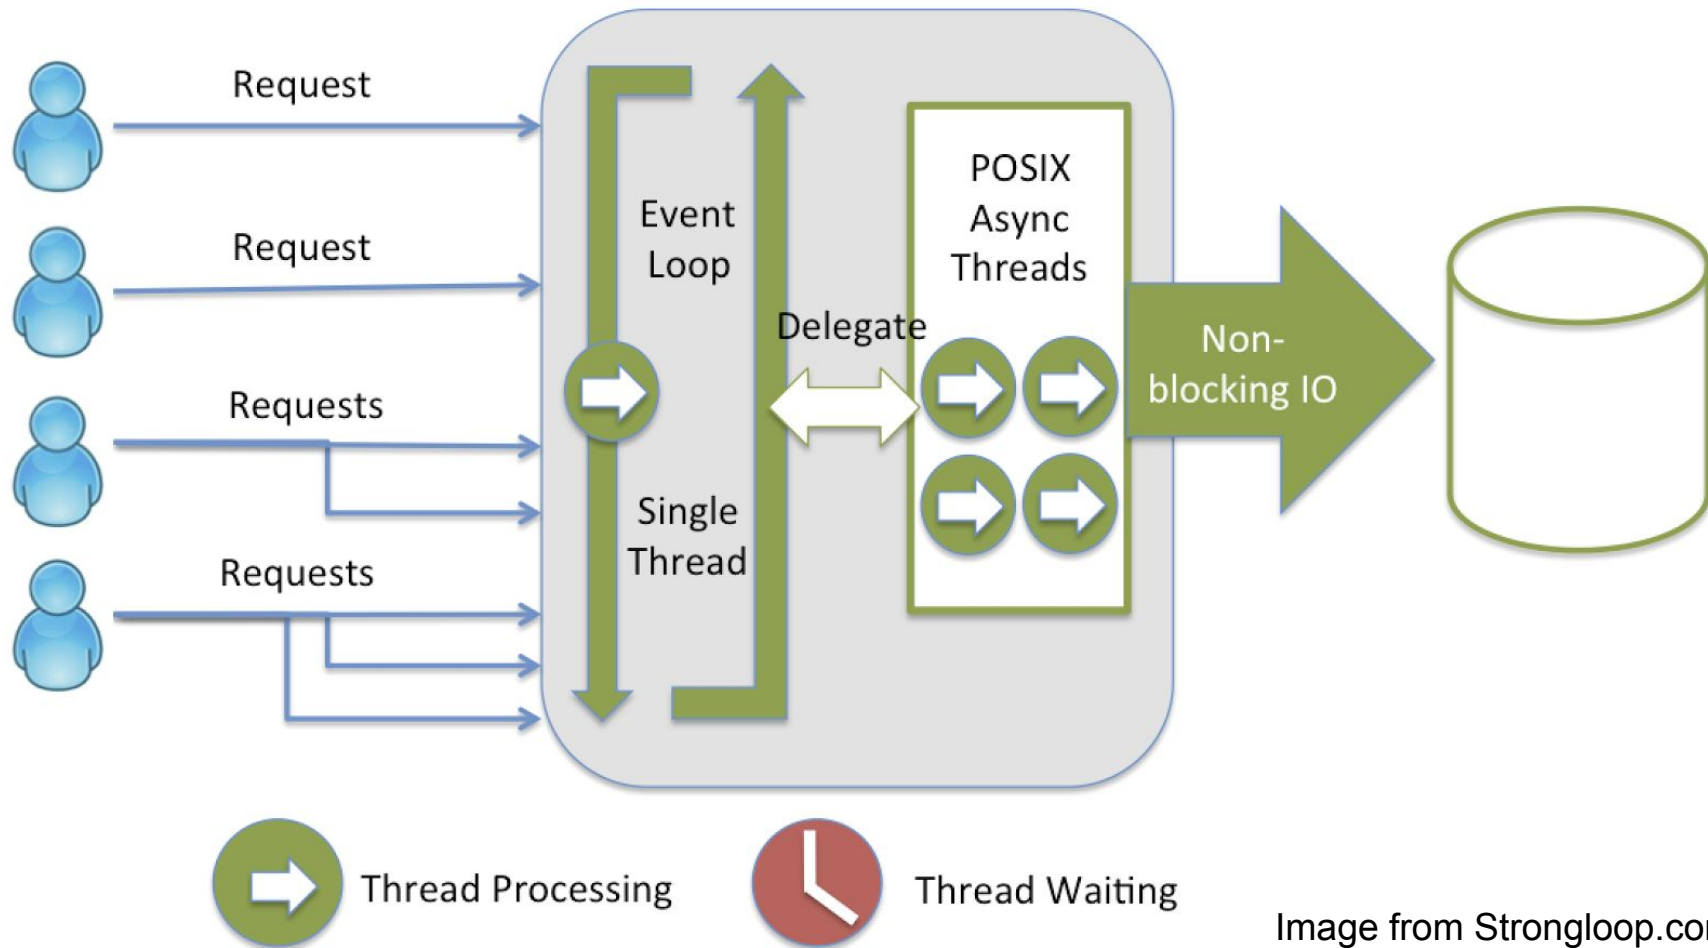 Request
Request
Requests
Requests
Event
Loop
Single
Thread
Delegate
POSIX
Async
Threads
Non-
blocking IO
Thread Processing
Thread Waiting
Image from Strongloop.co